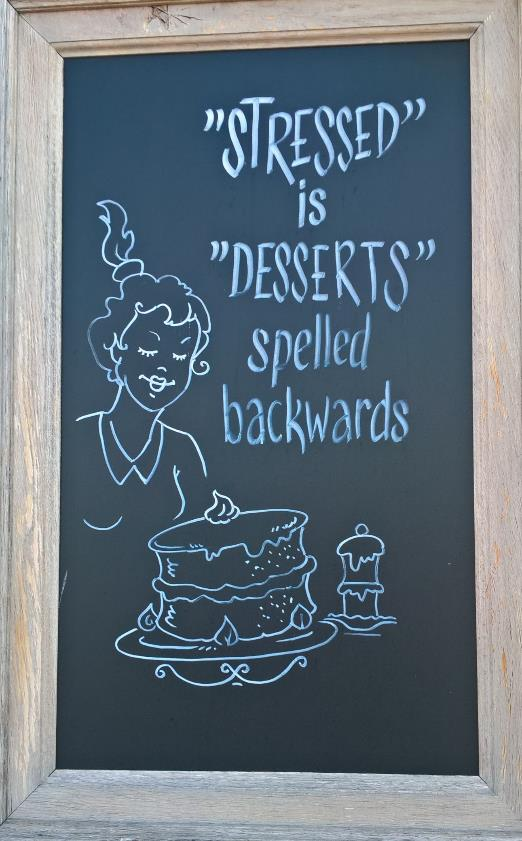 "STRESSED"
is
"DESSERTS"
spelled
backwards